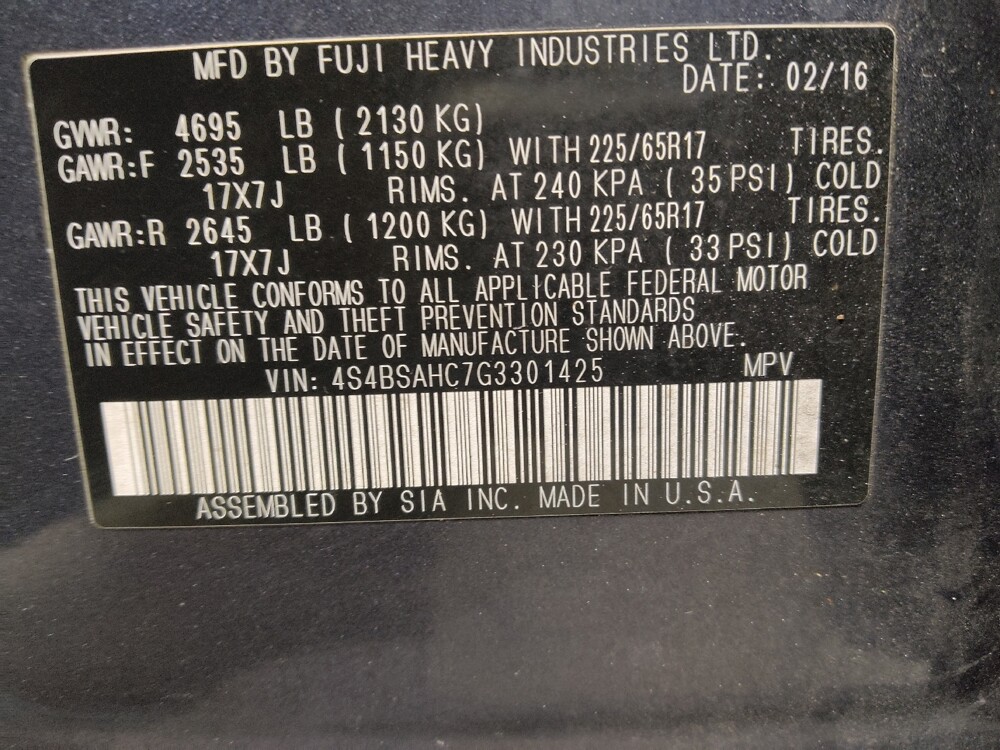 MFD BY FUJI HEAVY INDUSTRIES LTD.
DATE: 02/16
GVWR: 4695 LB ( 2130 KG)
GAWR:F 2535 LB ( 1150 KG) WITH 225/65R17 TIRES.
17X7J RIMS. AT 240 KPA ( 35 PSI) COLD
GAWR:R 2645 LB ( 1200 KG) WITH 225/65R17 TIRES.
17X7J RIMS. AT 230 KPA ( 33 PSI) COLD
THIS VEHICLE CONFORMS TO ALL APPLICABLE FEDERAL MOTOR
VEHICLE SAFETY AND THEFT PREVENTION STANDARDS
IN EFFECT ON THE DATE OF MANUFACTURE SHOWN ABOVE.
VIN: 4S4BSAHC7G3301425 MPV
ASSEMBLED BY SIA INC. MADE IN U.S.A.